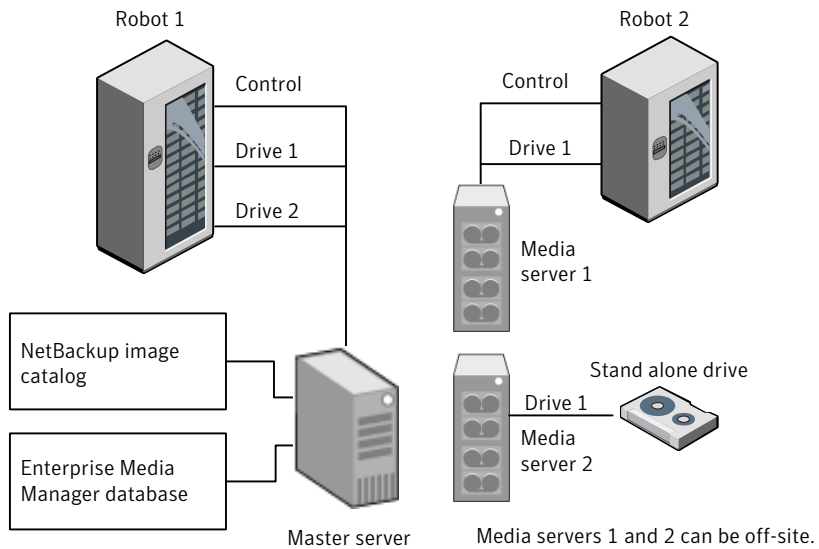 Robot 1
Robot 2
Control
Drive 1
Drive 2
Control
Drive 1
Media
server 1
NetBackup image
catalog
Enterprise Media
Manager database
Master server
Stand alone drive
Drive 1
Media
server 2
Media servers 1 and 2 can be off-site.